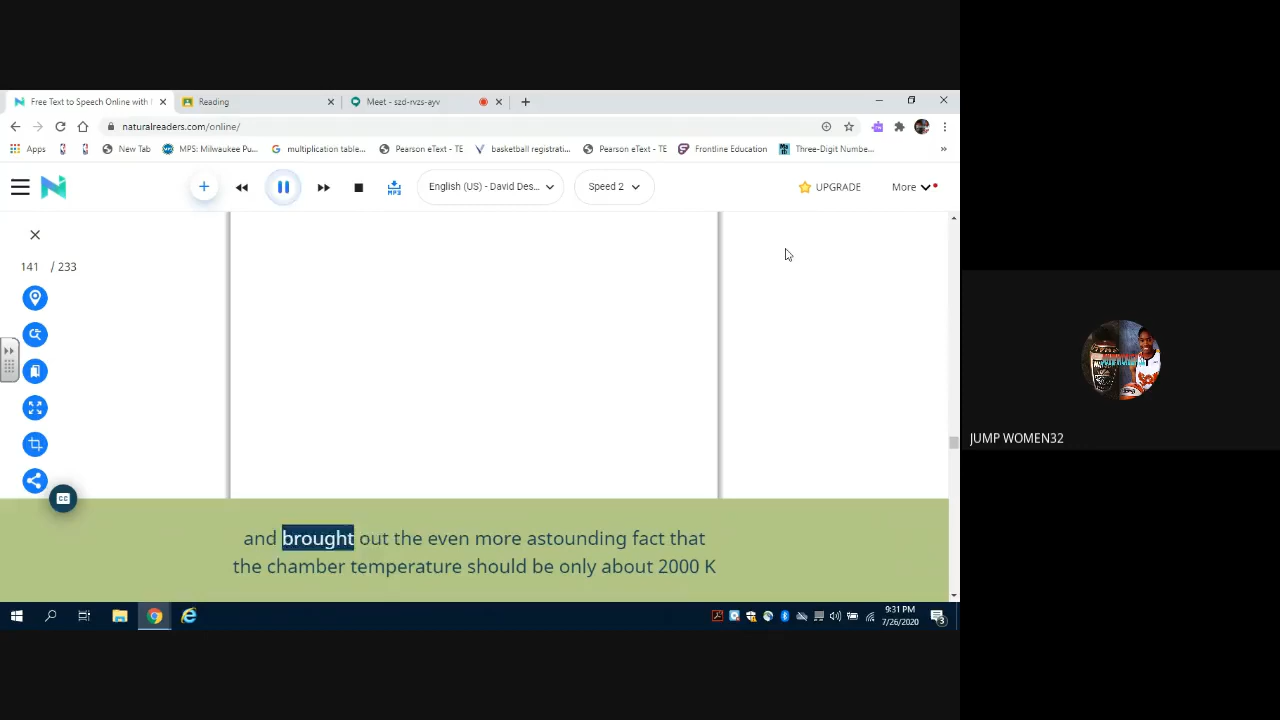 Free Text to Speech Online with
Reading
Meet - szd-rvzs-ayv
naturalreaders.com/online/
Apps
New Tab
MPS: Milwaukee Pu...
multiplication table...
Pearson eText - TE
basketball registrati...
Pearson eText - TE
Frontline Education
Three-Digit Numbe...
»
MP3
English (US) - David Des...
Speed 2
UPGRADE
More
141 / 233
CC
and brought out the even more astounding fact that
the chamber temperature should be only about 2000 K
JUMP WOMEN32
9:31 PM
7/26/2020
3